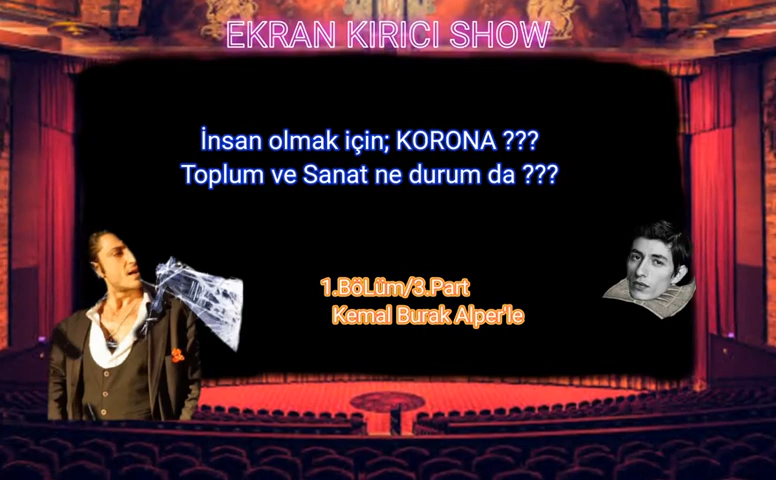 EKRAN KIRICI SHOW
İnsan olmak için; KORONA ???
Toplum ve Sanat ne durum da ???
1.BöLüm/3.Part
Kemal Burak Alper'le